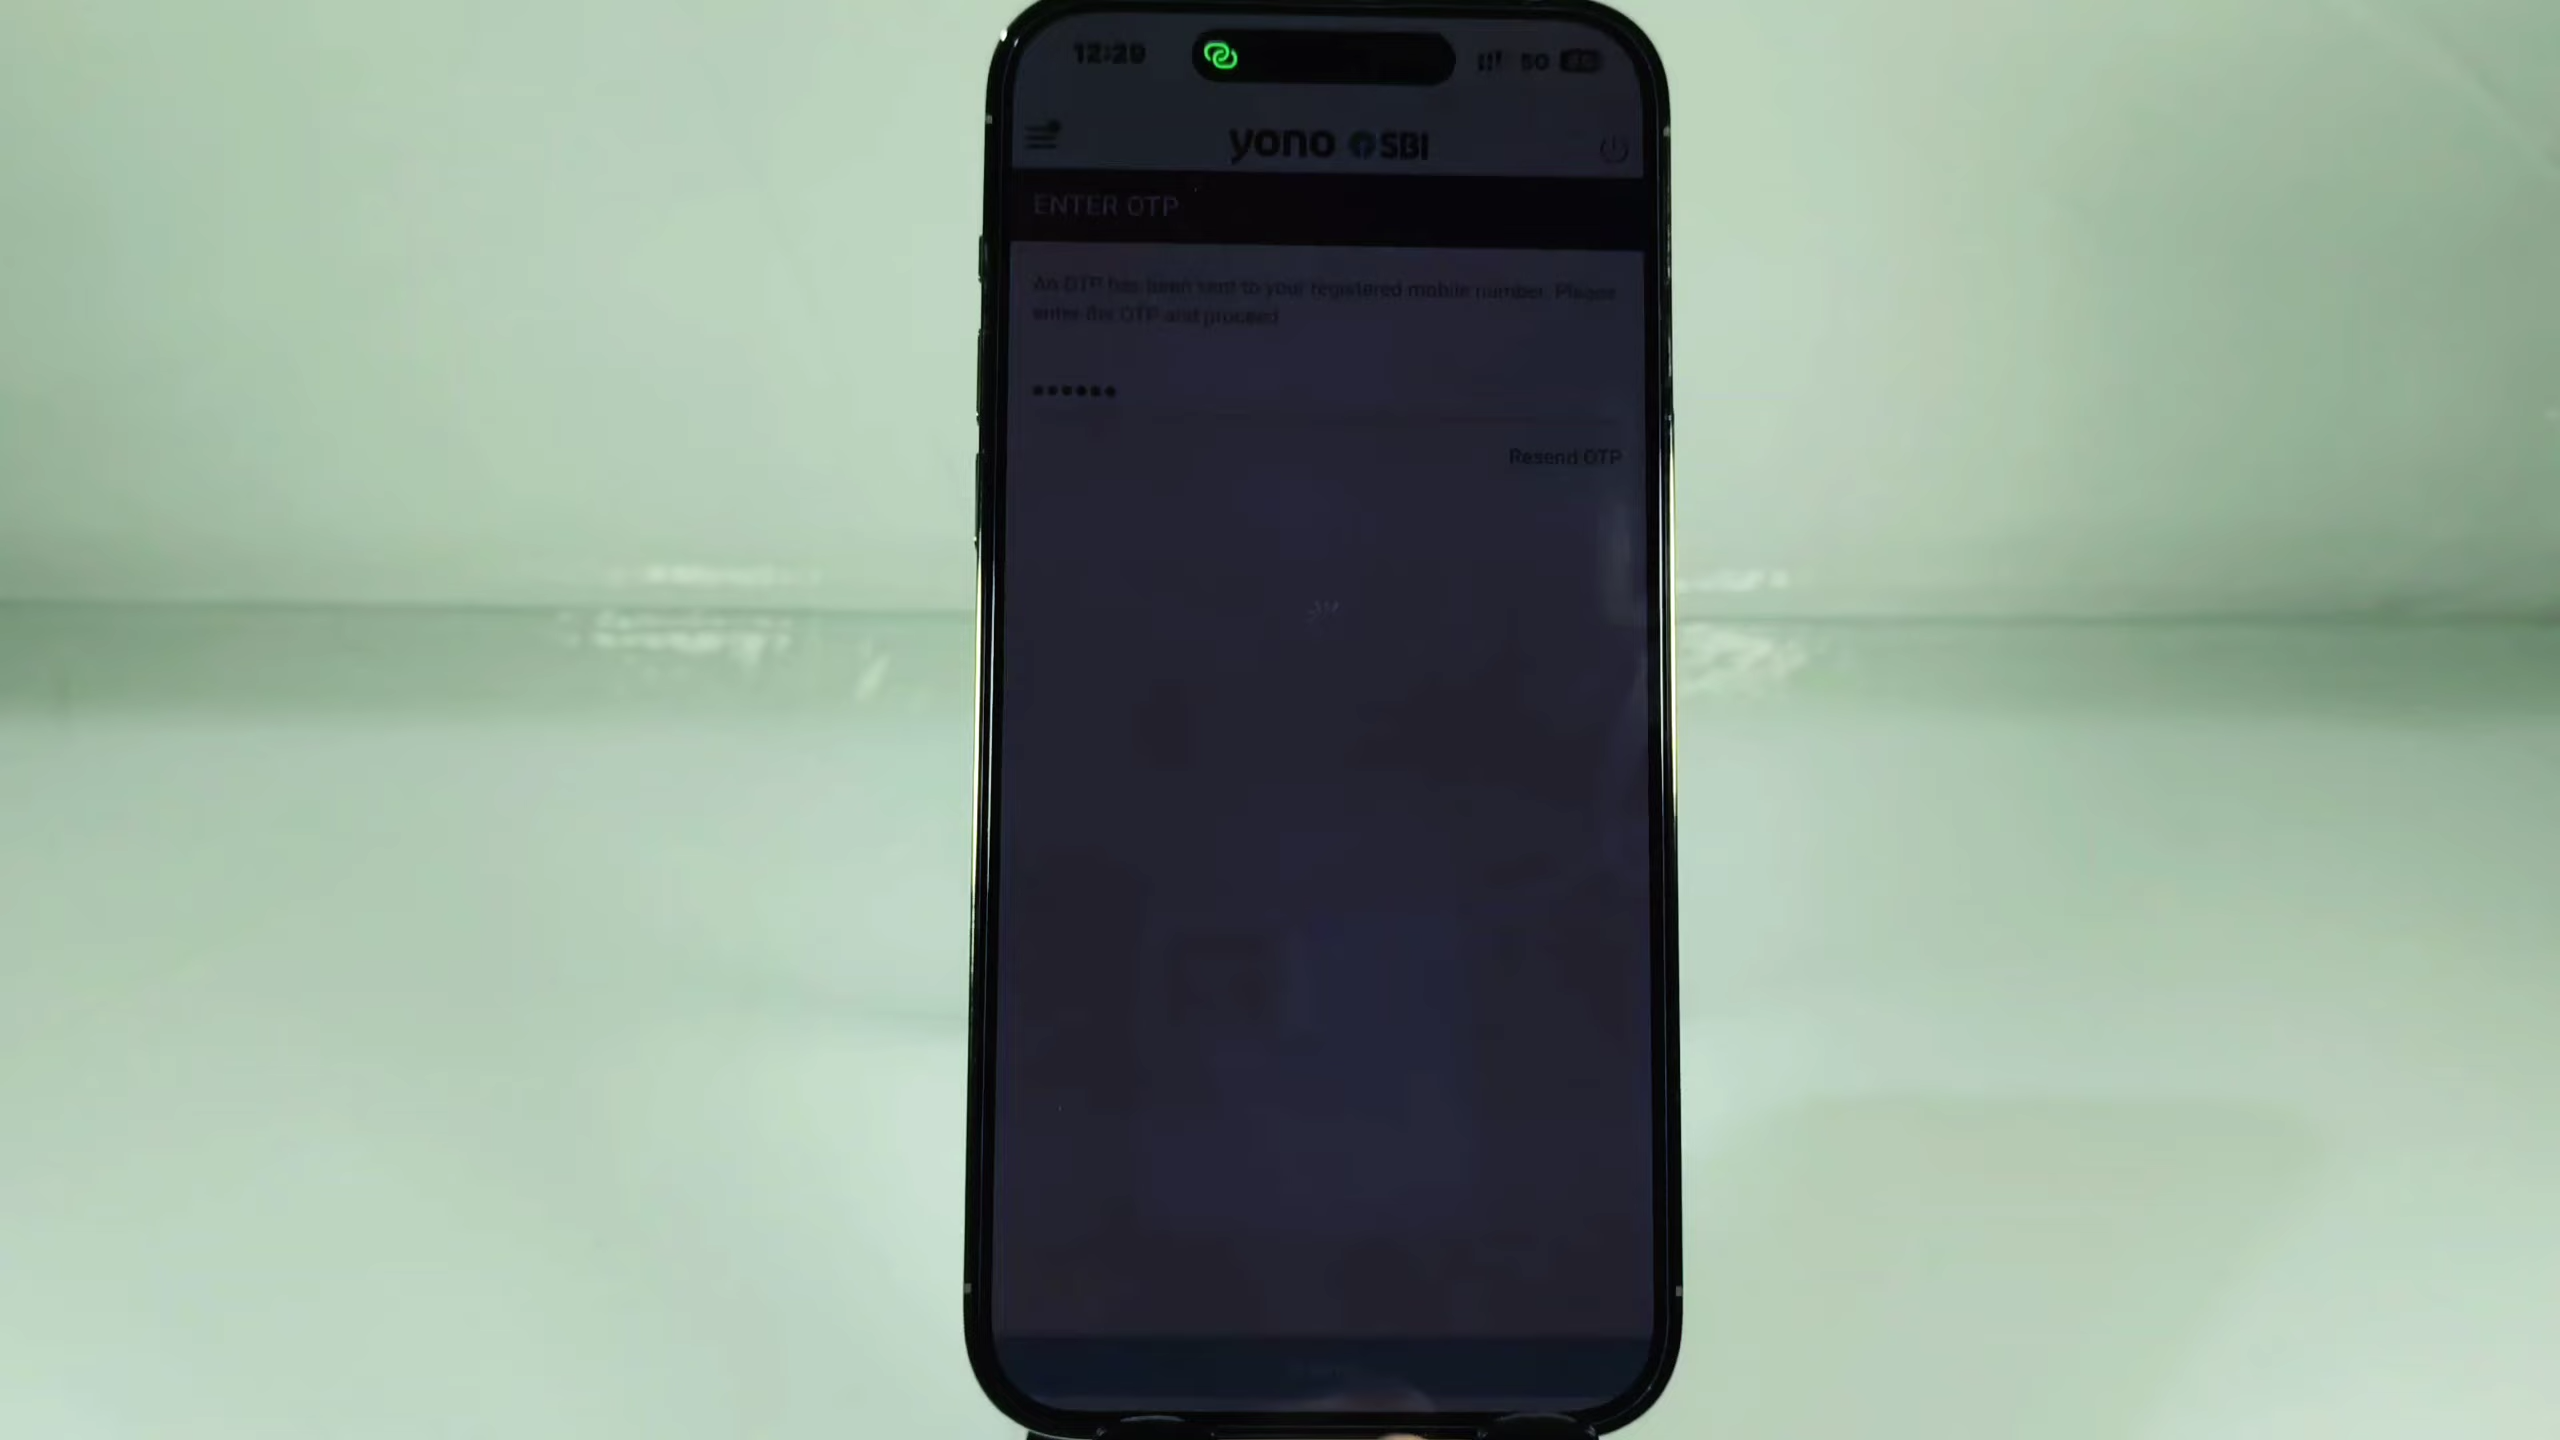 12:29
5G
yono SBI
ENTER OTP
An OTP has been sent to your registered mobile number. Please
enter the OTP and proceed
••••••
Resend OTP